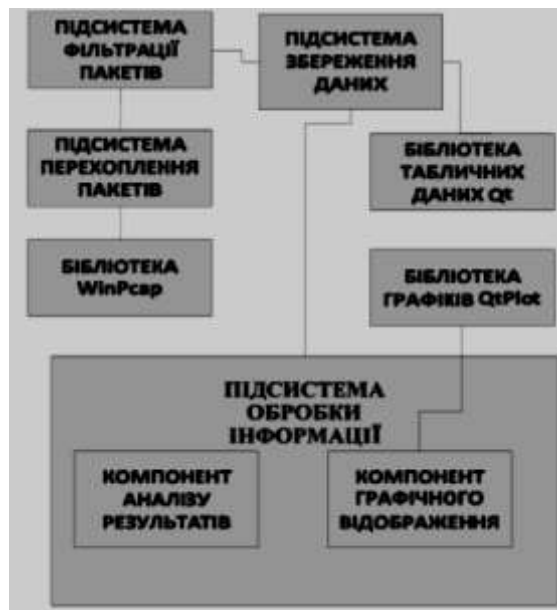 ПІДСИСТЕМА
ФІЛЬТРАЦІЇ
ПАКЕТІВ
ПІДСИСТЕМА
ЗБЕРЕЖЕННЯ
ДАНИХ
ПІДСИСТЕМА
ПЕРЕХОПЛЕННЯ
ПАКЕТІВ
БІБЛІОТЕКА
ТАБЛИЧНИХ
ДАНИХ Qt
БІБЛІОТЕКА
WinPcap
БІБЛІОТЕКА
ГРАФІКІВ QtPlot
ПІДСИСТЕМА
ОБРОБКИ
ІНФОРМАЦІЇ
КОМПОНЕНТ
АНАЛІЗУ
РЕЗУЛЬТАТІВ
КОМПОНЕНТ
ГРАФІЧНОГО
ВІДОБРАЖЕННЯ